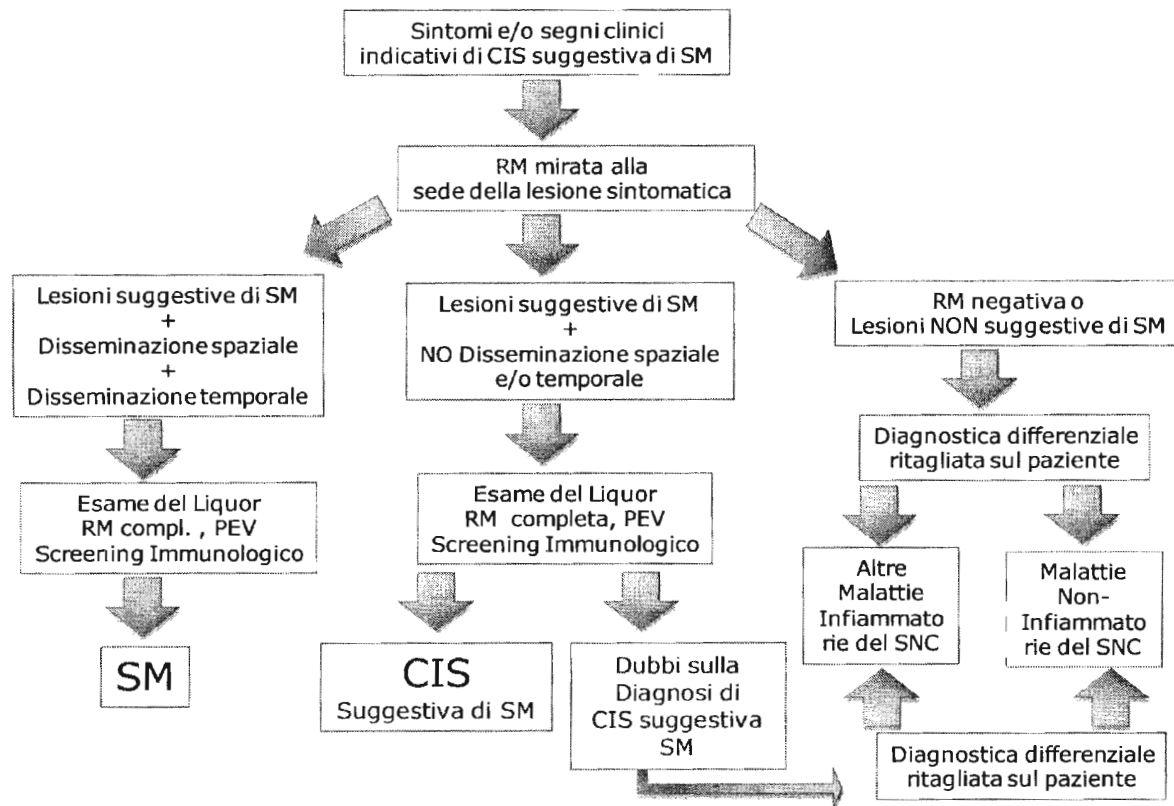 Sintomi e/o segni clinici
indicativi di CIS suggestiva di SM
RM mirata alla
sede della lesione sintomatica
Lesioni suggestive di SM
+
Disseminazione spaziale
+
Disseminazione temporale
Lesioni suggestive di SM
+
NO Disseminazione spaziale
e/o temporale
RM negativa o
Lesioni NON suggestive di SM
Diagnostica differenziale
ritagliata sul paziente
Esame del Liquor
RM compl. , PEV
Screening Immunologico
Esame del Liquor
RM completa, PEV
Screening Immunologico
Altre
Malattie
Infiammato
rie del SNC
Malattie
Non-
Infiammato
rie del SNC
SM
CIS
Suggestiva di SM
Dubbi sulla
Diagnosi di
CIS suggestiva
SM
Diagnostica differenziale
ritagliata sul paziente